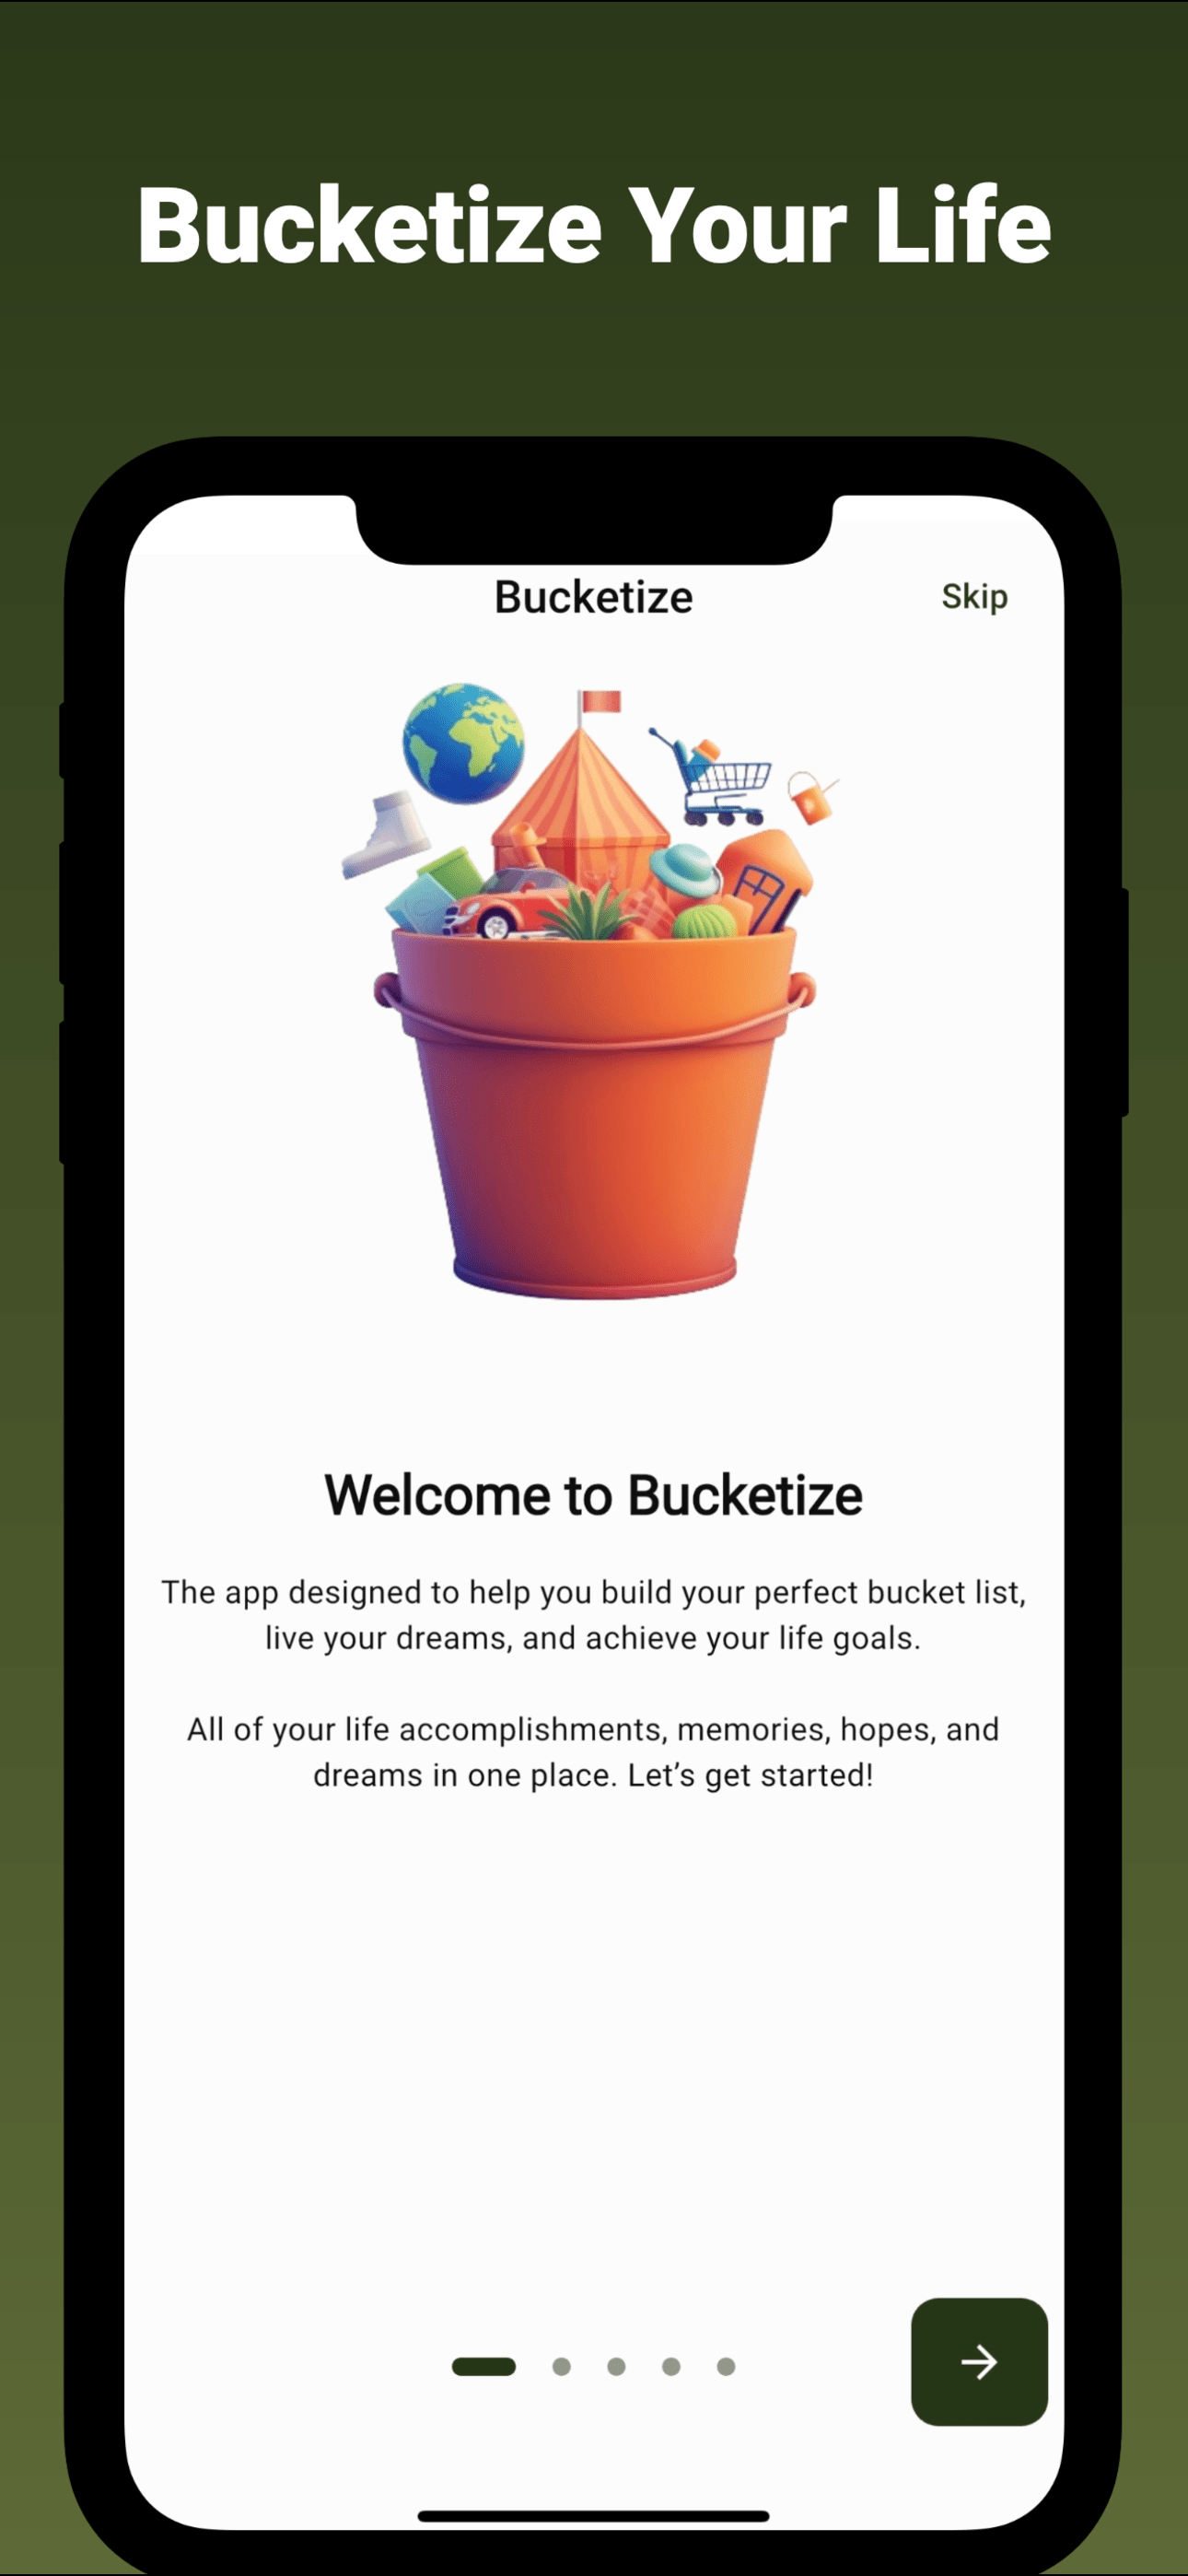 Bucketize Your Life
Bucketize
Skip
Welcome to Bucketize
The app designed to help you build your perfect bucket list,
live your dreams, and achieve your life goals.
All of your life accomplishments, memories, hopes, and
dreams in one place. Let’s get started!